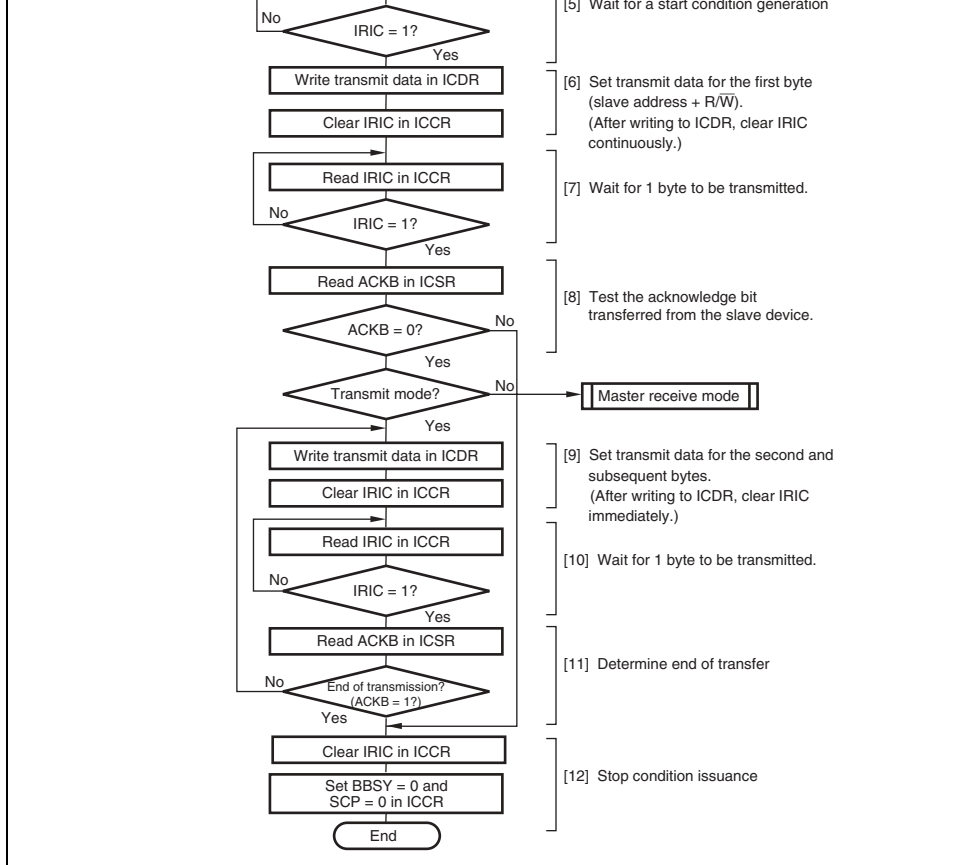 [5] Wait for a start condition generation
No
IRIC = 1?
Yes
Write transmit data in ICDR
[6] Set transmit data for the first byte
(slave address + R/W̅).
Clear IRIC in ICCR
(After writing to ICDR, clear IRIC
continuously.)
Read IRIC in ICCR
[7] Wait for 1 byte to be transmitted.
No
IRIC = 1?
Yes
Read ACKB in ICSR
[8] Test the acknowledge bit
transferred from the slave device.
ACKB = 0?
No
Yes
Transmit mode?
No
Master receive mode
Yes
Write transmit data in ICDR
[9] Set transmit data for the second and
subsequent bytes.
Clear IRIC in ICCR
(After writing to ICDR, clear IRIC
immediately.)
Read IRIC in ICCR
[10] Wait for 1 byte to be transmitted.
No
IRIC = 1?
Yes
Read ACKB in ICSR
[11] Determine end of transfer
No
End of transmission?
(ACKB = 1?)
Yes
Clear IRIC in ICCR
[12] Stop condition issuance
Set BBSY = 0 and
SCP = 0 in ICCR
End